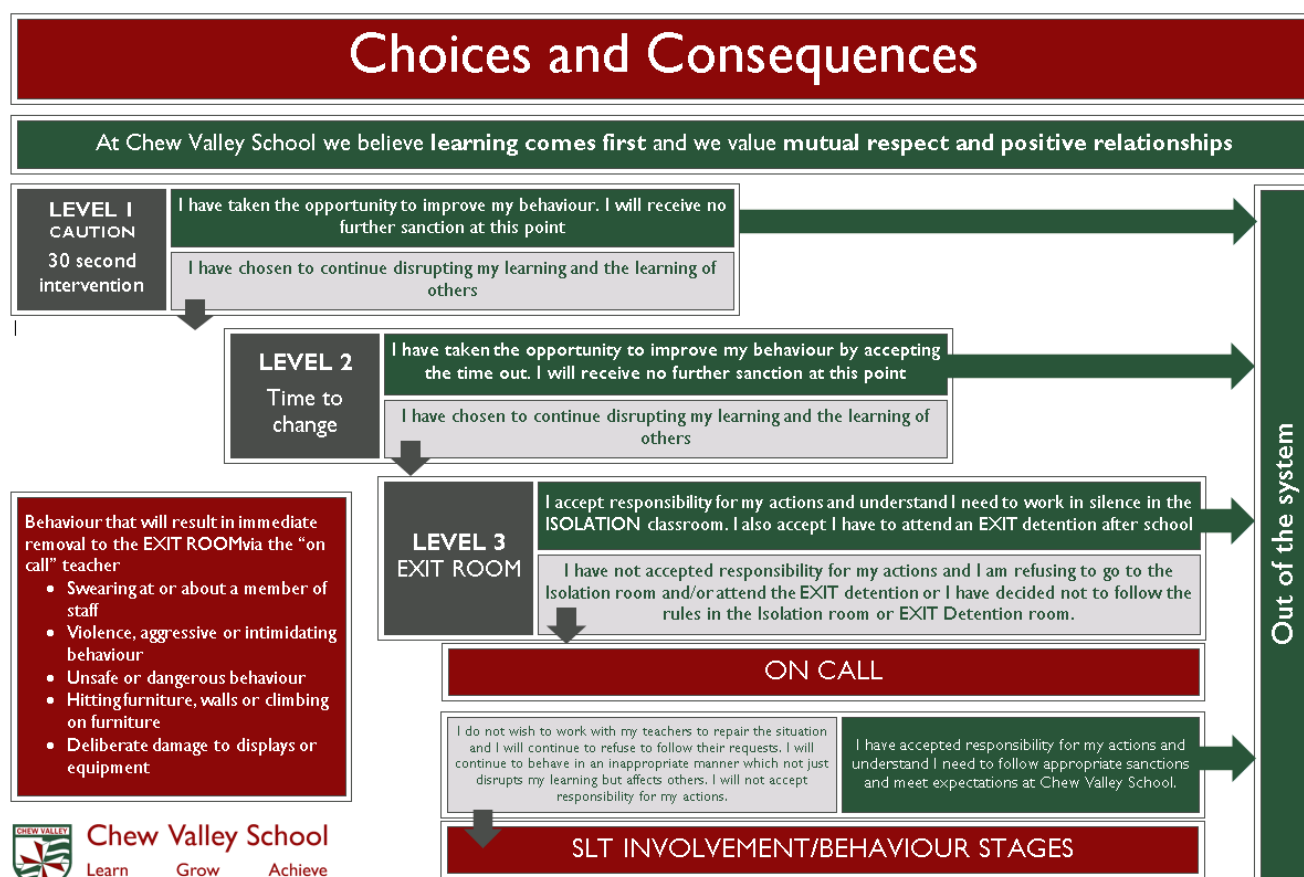 Choices and Consequences
At Chew Valley School we believe learning comes first and we value mutual respect and positive relationships
LEVEL 1
CAUTION
30 second
intervention
I have taken the opportunity to improve my behaviour. I will receive no
further sanction at this point
I have chosen to continue disrupting my learning and the learning of
others
LEVEL 2
Time to
change
I have taken the opportunity to improve my behaviour by accepting
the time out. I will receive no further sanction at this point
I have chosen to continue disrupting my learning and the learning of
others
LEVEL 3
EXIT ROOM
I accept responsibility for my actions and understand I need to work in silence in the
ISOLATION classroom. I also accept I have to attend an EXIT detention after school
I have not accepted responsibility for my actions and I am refusing to go to the
Isolation room and/or attend the EXIT detention or I have decided not to follow the
rules in the Isolation room or EXIT Detention room.
Behaviour that will result in immediate
removal to the EXIT ROOMvia the “on
call” teacher
• Swearing at or about a member of
staff
• Violence, aggressive or intimidating
behaviour
• Unsafe or dangerous behaviour
• Hitting furniture, walls or climbing
on furniture
• Deliberate damage to displays or
equipment
ON CALL
I do not wish to work with my teachers to repair the situation
and I will continue to refuse to follow their requests. I will
continue to behave in an inappropriate manner which not just
disrupts my learning but affects others. I will not accept
responsibility for my actions.
I have accepted responsibility for my actions and
understand I need to follow appropriate sanctions
and meet expectations at Chew Valley School.
SLT INVOLVEMENT/BEHAVIOUR STAGES
Out of the system
CHEW VALLEY
Chew Valley School
Learn Grow Achieve